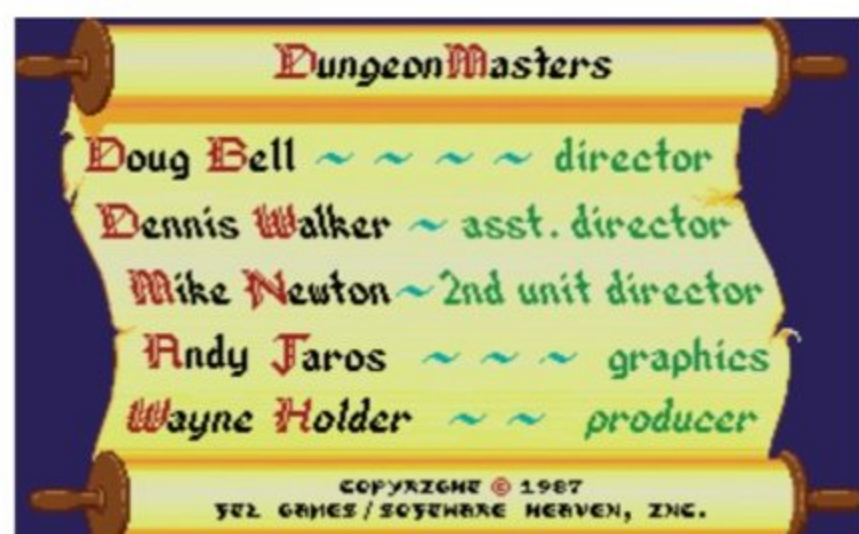 DungeonMasters
Doug Bell ~ ~ ~ ~ director
Dennis Walker ~ asst. director
Mike Newton ~ 2nd unit director
Andy Jaros ~ ~ ~ graphics
Wayne Holder ~ ~ producer
COPYRIGHT © 1987
FTL GAMES/SOFTWARE HEAVEN, INC.